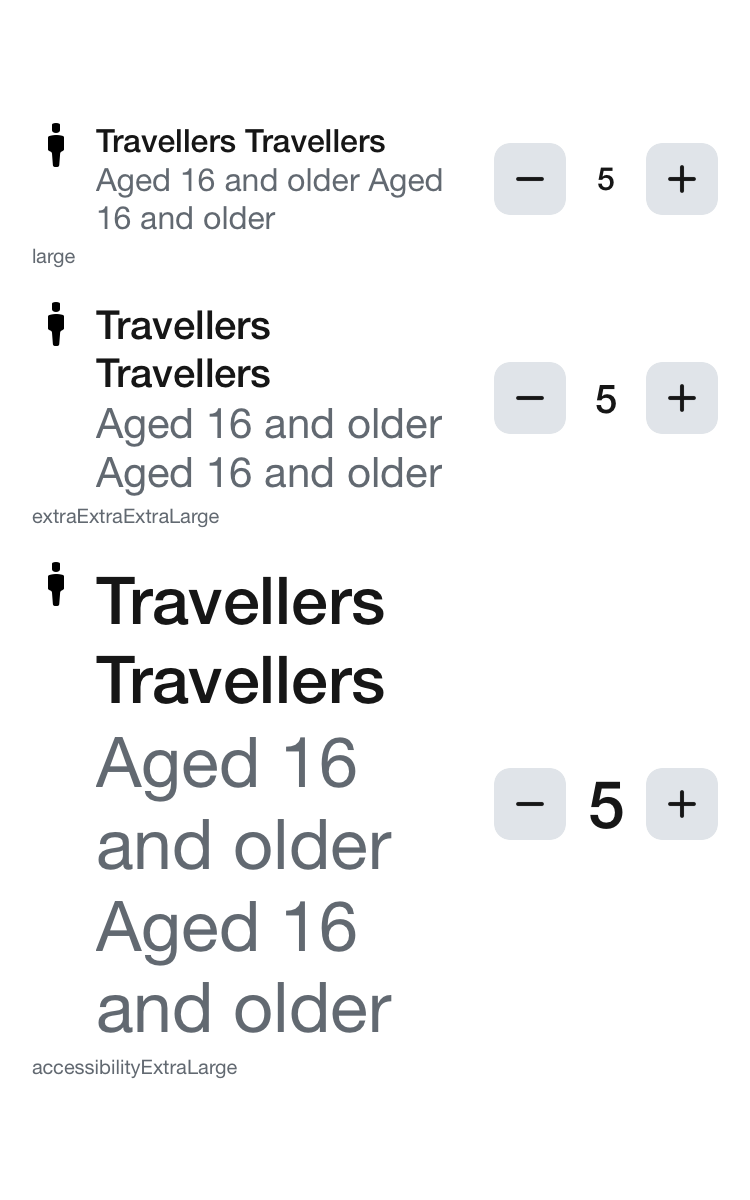 Travellers Travellers
Aged 16 and older Aged
16 and older
5
large
Travellers
Travellers
Aged 16 and older
Aged 16 and older
5
extraExtraExtraLarge
Travellers
Travellers
Aged 16
and older
Aged 16
and older
5
accessibilityExtraLarge